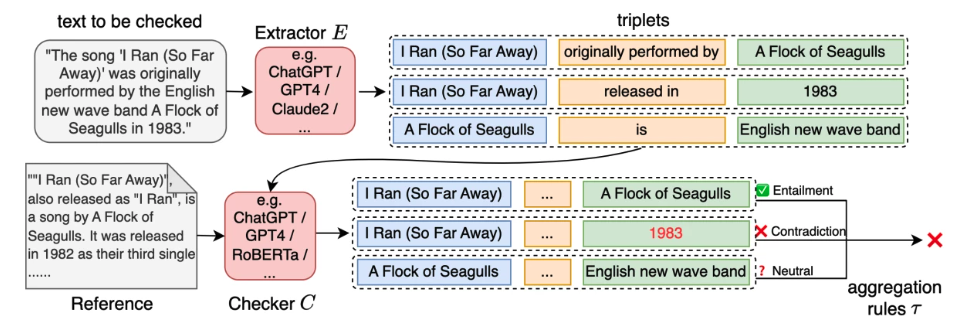 text to be checked
"The song 'I Ran (So Far
Away)' was originally
performed by the English
new wave band A Flock of
Seagulls in 1983."
Extractor E
e.g.
ChatGPT /
GPT4 /
Claude2 /
...
triplets
I Ran (So Far Away) originally performed by A Flock of Seagulls
I Ran (So Far Away) released in 1983
A Flock of Seagulls is English new wave band
""I Ran (So Far Away)',
also released as "I Ran", is
a song by A Flock of
Seagulls. It was released
in 1982 as their third single
......
Reference
e.g.
ChatGPT /
GPT4 /
RoBERTa /
...
Checker C
I Ran (So Far Away) ... A Flock of Seagulls ✅ Entailment
I Ran (So Far Away) ... 1983 ❌ Contradiction
A Flock of Seagulls ... English new wave band ? Neutral
❌
aggregation
rules τ